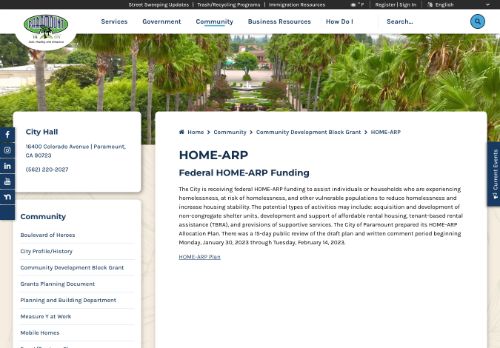 Street Sweeping Updates | Trash/Recycling Programs | Immigration Resources
° F | Register | Sign In | English
PARAMOUNT
Services Government Community Business Resources How Do I Search...
City Hall
16400 Colorado Avenue | Paramount,
CA 90723
(562) 220-2027
Community
Boulevard of Heroes
City Profile/History
Community Development Block Grant
Grants Planning Document
Planning and Building Department
Measure Y at Work
Mobile Homes
Home > Community > Community Development Block Grant > HOME-ARP
HOME-ARP
Federal HOME-ARP Funding
The City is receiving federal HOME-ARP funding to assist individuals or households who are experiencing
homelessness, at risk of homelessness, and other vulnerable populations to reduce homelessness and
increase housing stability. The potential types of activities may include: acquisition and development of
non-congregate shelter units, development and support of affordable rental housing, tenant-based rental
assistance (TBRA), and provisions of supportive services. The City of Paramount prepared its HOME-ARP
Allocation Plan. There was a 15-day public review of the draft plan and written comment period beginning
Monday, January 30, 2023 through Tuesday, February 14, 2023.
HOME-ARP Plan
Current Events